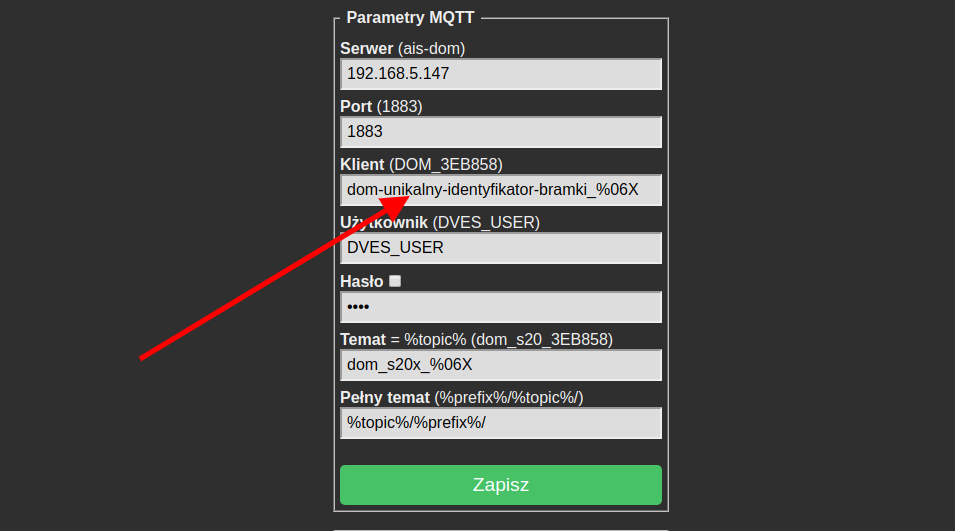 Parametry MQTT
Serwer (ais-dom)
192.168.5.147
Port (1883)
1883
Klient (DOM_3EB858)
dom-unikalny-identyfikator-bramki_%06X
Użytkownik (DVES_USER)
DVES_USER
Hasło
••••
Temat = %topic% (dom_s20_3EB858)
dom_s20x_%06X
Pełny temat (%prefix%/%topic%/)
%topic%/%prefix%/
Zapisz